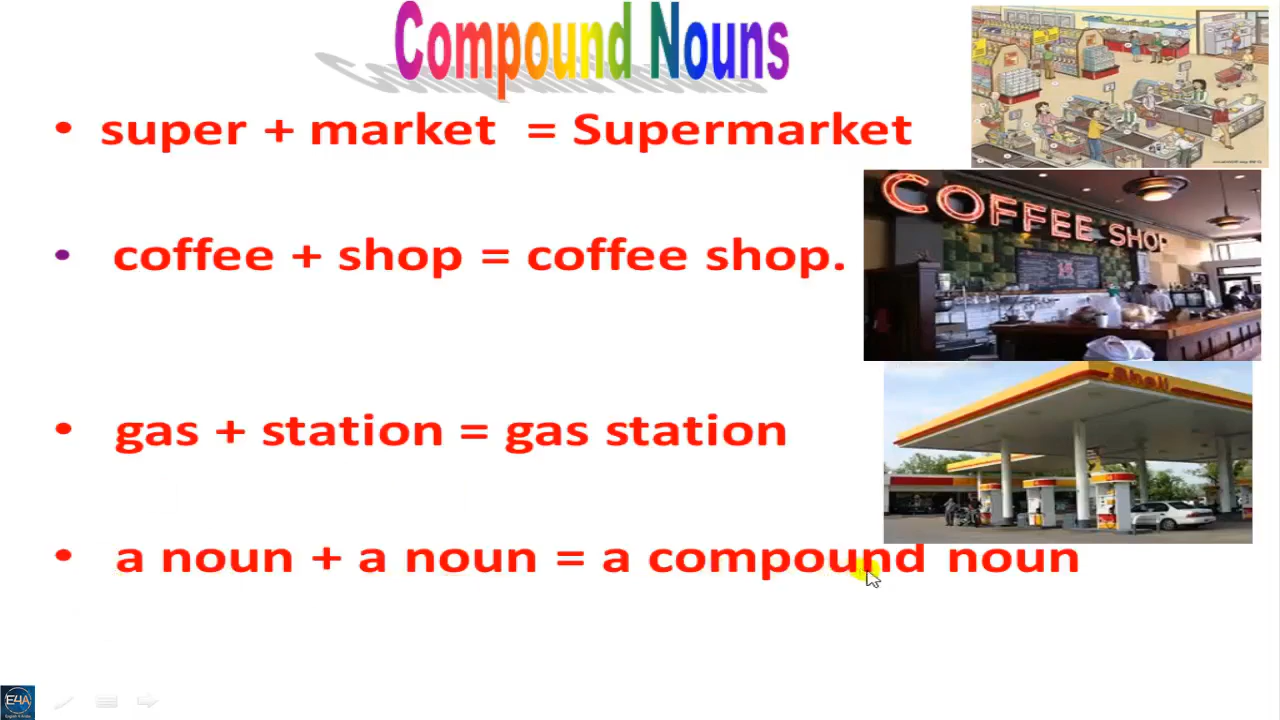 Compound Nouns
• super + market = Supermarket
COFFEE SHOP
• coffee + shop = coffee shop.
Shell
• gas + station = gas station
• a noun + a noun = a compound noun
E4A